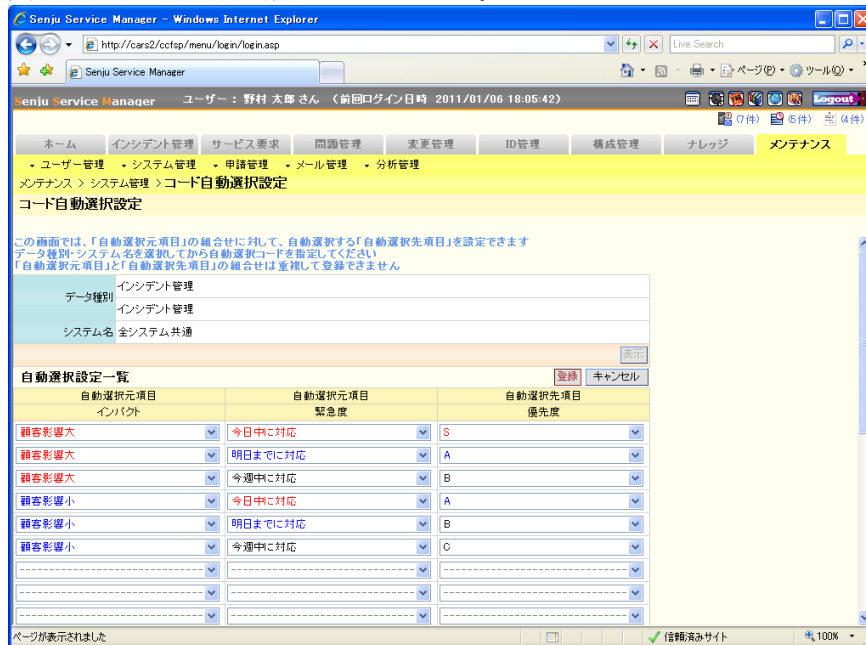 Senju Service Manager - Windows Internet Explorer
http://cars2/ccfsp/menu/login/login.asp
Live Search
Senju Service Manager
ページ(P)
ツール(O)
Senju Service Manager ユーザー : 野村 太郎 さん (前回ログイン日時 2011/01/06 18:05:42) Logout
(7件) (5件) (4件)
ホーム インシデント管理 サービス要求 問題管理 変更管理 ID管理 構成管理 ナレッジ メンテナンス
ユーザー管理 システム管理 申請管理 メール管理 分析管理
メンテナンス > システム管理 > コード自動選択設定
コード自動選択設定
この画面では、「自動選択元項目」の組合せに対して、自動選択する「自動選択先項目」を設定できます
データ種別・システム名を選択してから自動選択コードを指定してください
「自動選択元項目」と「自動選択先項目」の組合せは重複して登録できません
データ種別 インシデント管理
インシデント管理
システム名 全システム共通
表示
自動選択設定一覧 登録 キャンセル
自動選択元項目 自動選択元項目 自動選択先項目
インパクト 緊急度 優先度
顧客影響大 今日中に対応 S
顧客影響大 明日までに対応 A
顧客影響大 今週中に対応 B
顧客影響小 今日中に対応 A
顧客影響小 明日までに対応 B
顧客影響小 今週中に対応 C
ページが表示されました 信頼済みサイト 100%